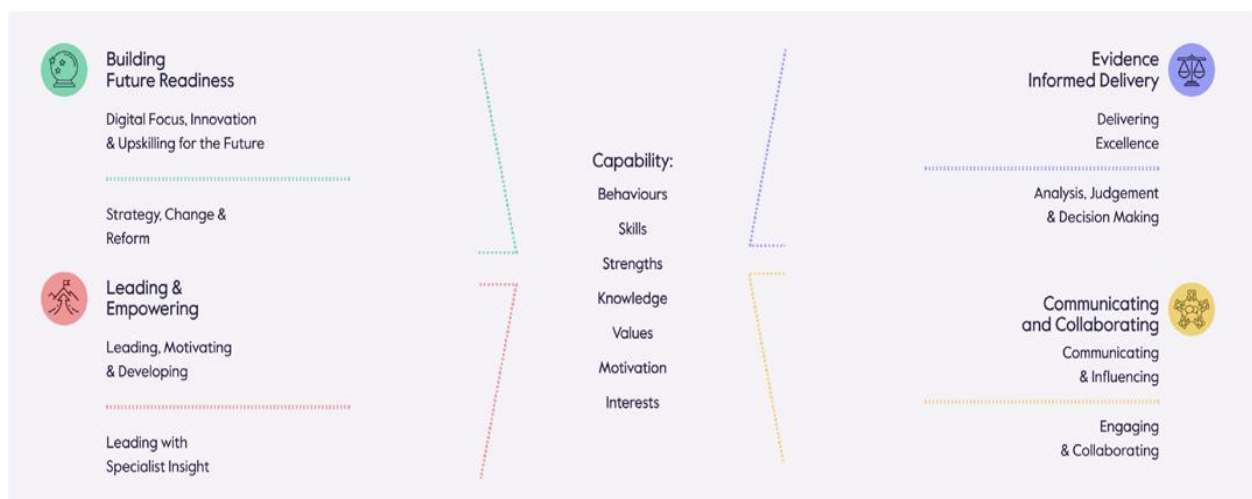 Building
Future Readiness
Digital Focus, Innovation
& Upskilling for the Future
Strategy, Change &
Reform
Leading &
Empowering
Leading, Motivating
& Developing
Leading with
Specialist Insight
Capability:
Behaviours
Skills
Strengths
Knowledge
Values
Motivation
Interests
Evidence
Informed Delivery
Delivering
Excellence
Analysis, Judgement
& Decision Making
Communicating
and Collaborating
Communicating
& Influencing
Engaging
& Collaborating